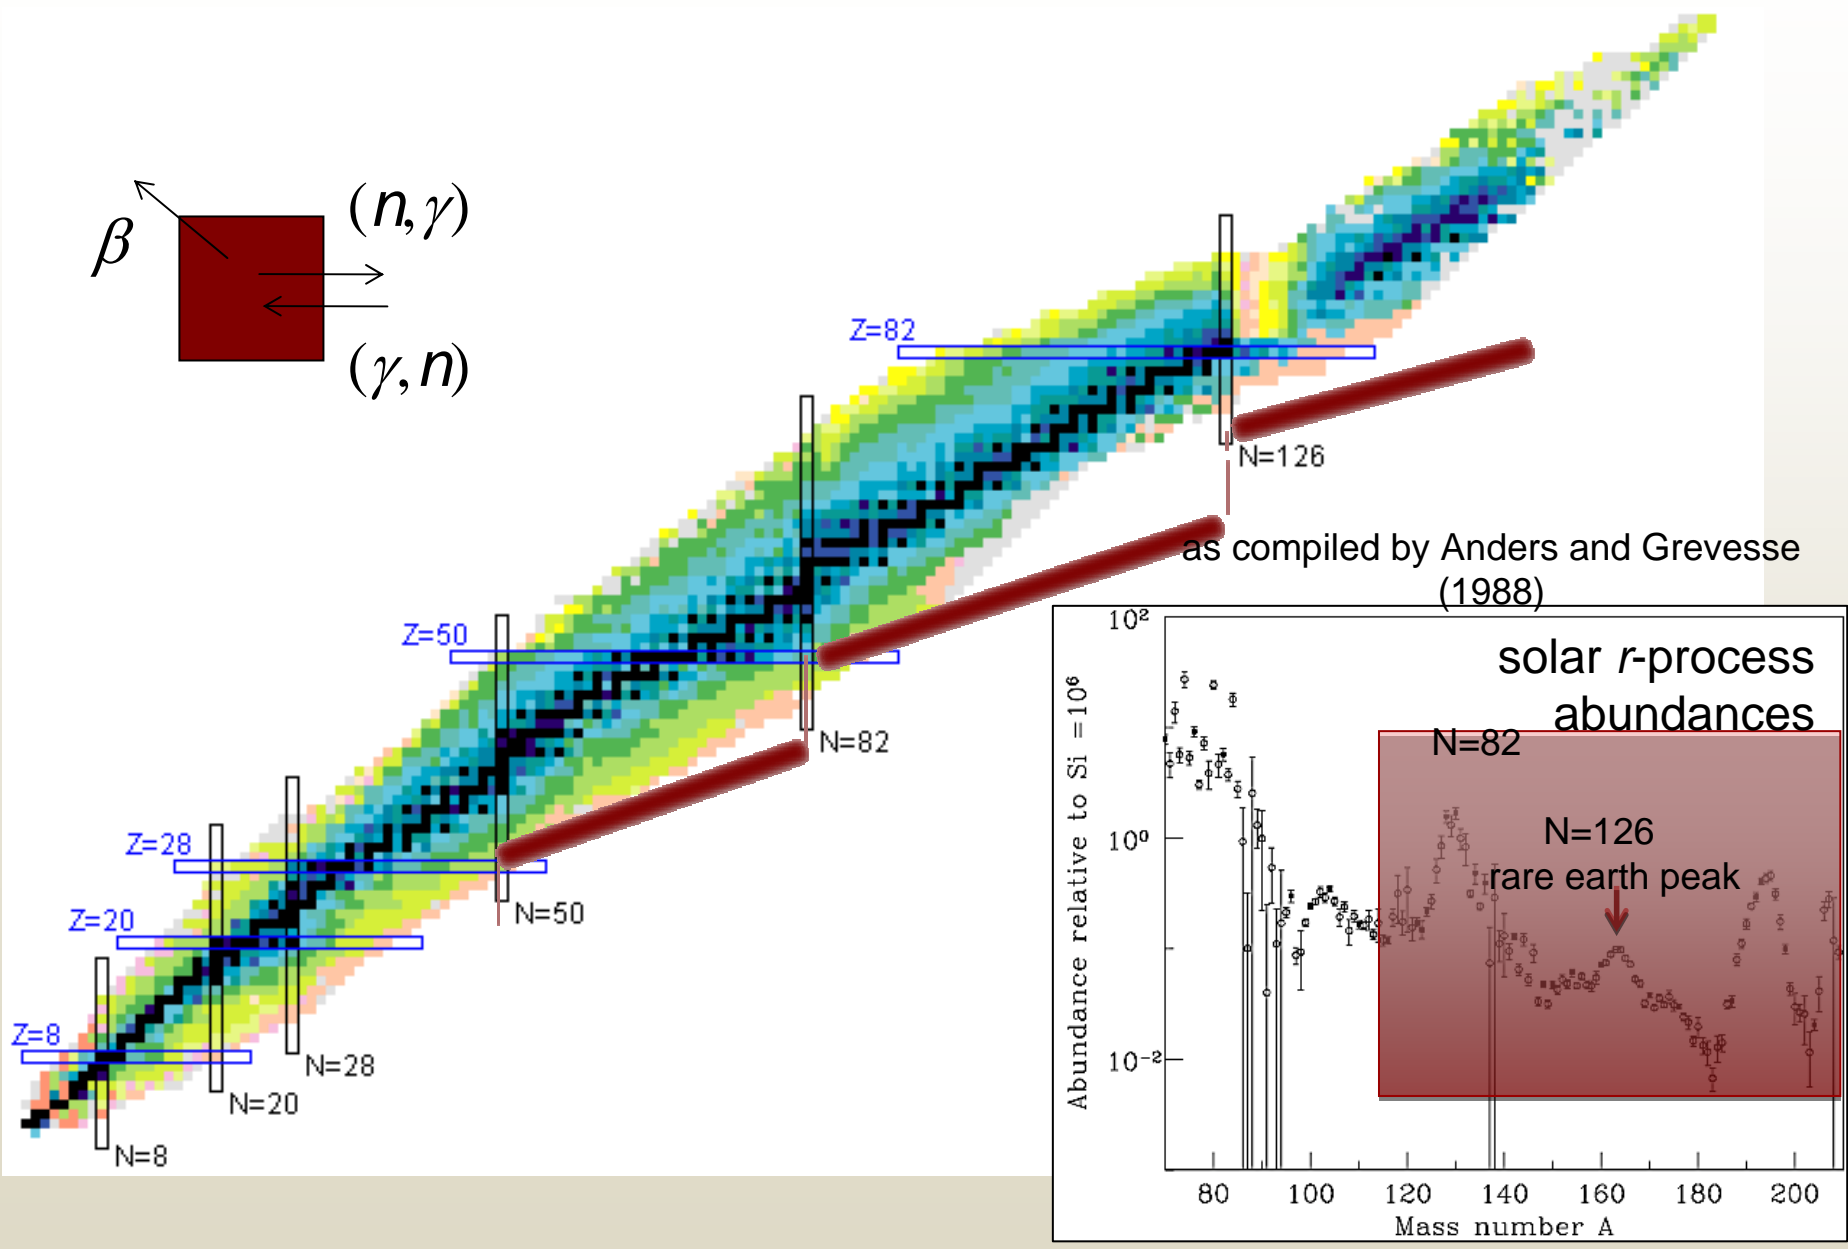 β
(n,γ)
(γ,n)
Z=82
N=126
Z=50
N=82
Z=28
N=50
Z=20
N=28
Z=8
N=20
N=8
as compiled by Anders and Grevesse
(1988)
solar r-process
abundances
N=82
N=126
rare earth peak
Abundance relative to Si =10⁶
10²
10⁰
10⁻²
80 100 120 140 160 180 200
Mass number A